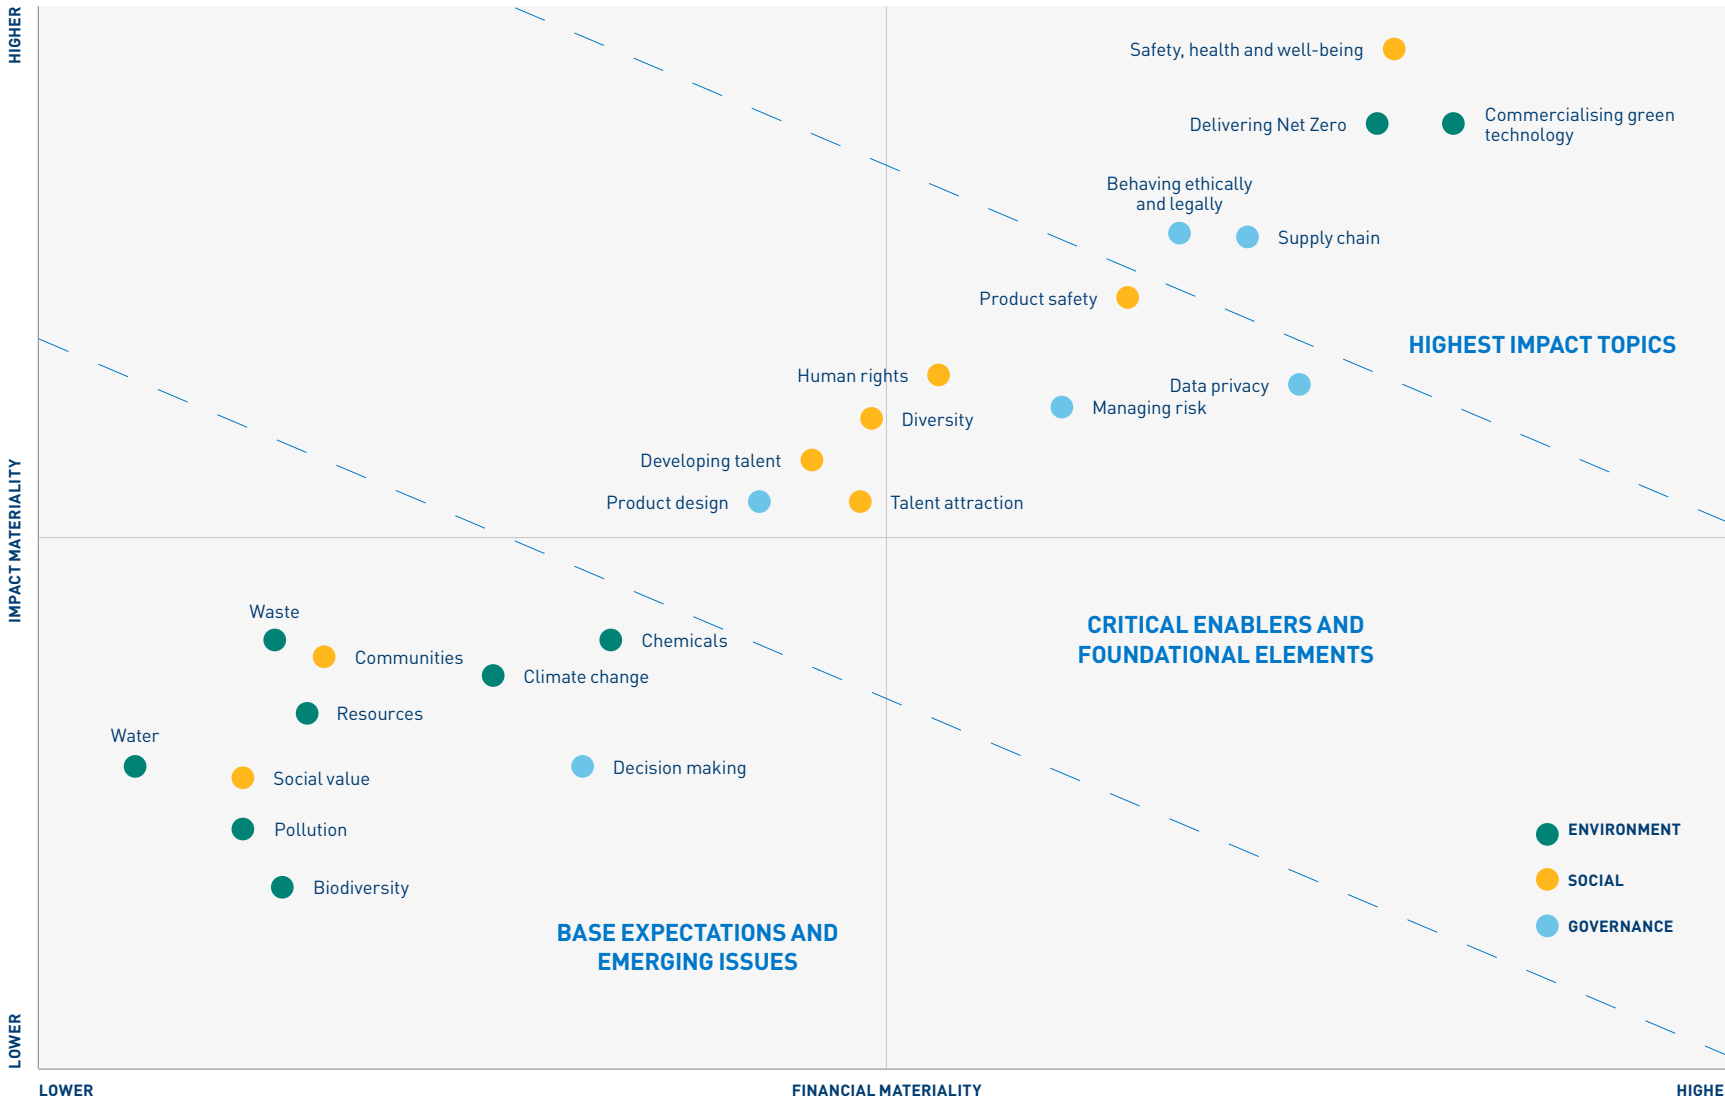 HIGHER
Safety, health and well-being
Delivering Net Zero
Commercialising green
technology
Behaving ethically
and legally
Supply chain
Product safety
HIGHEST IMPACT TOPICS
Human rights
Data privacy
Managing risk
Diversity
Developing talent
Product design
Talent attraction
IMPACT MATERIALITY
CRITICAL ENABLERS AND
FOUNDATIONAL ELEMENTS
Waste
Chemicals
Communities
Climate change
Resources
Water
Decision making
Social value
Pollution
Biodiversity
ENVIRONMENT
SOCIAL
GOVERNANCE
BASE EXPECTATIONS AND
EMERGING ISSUES
LOWER
LOWER
FINANCIAL MATERIALITY
HIGHE